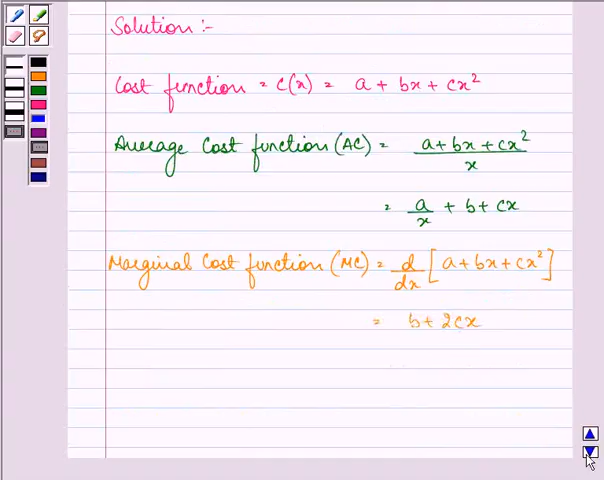 Solution :-
Cost function = C(x) = a + bx + cx²
Average Cost function (AC) = (a + bx + cx²)/x
= a/x + b + cx
Marginal Cost function (MC) = d/dx [a + bx + cx²]
= b + 2cx